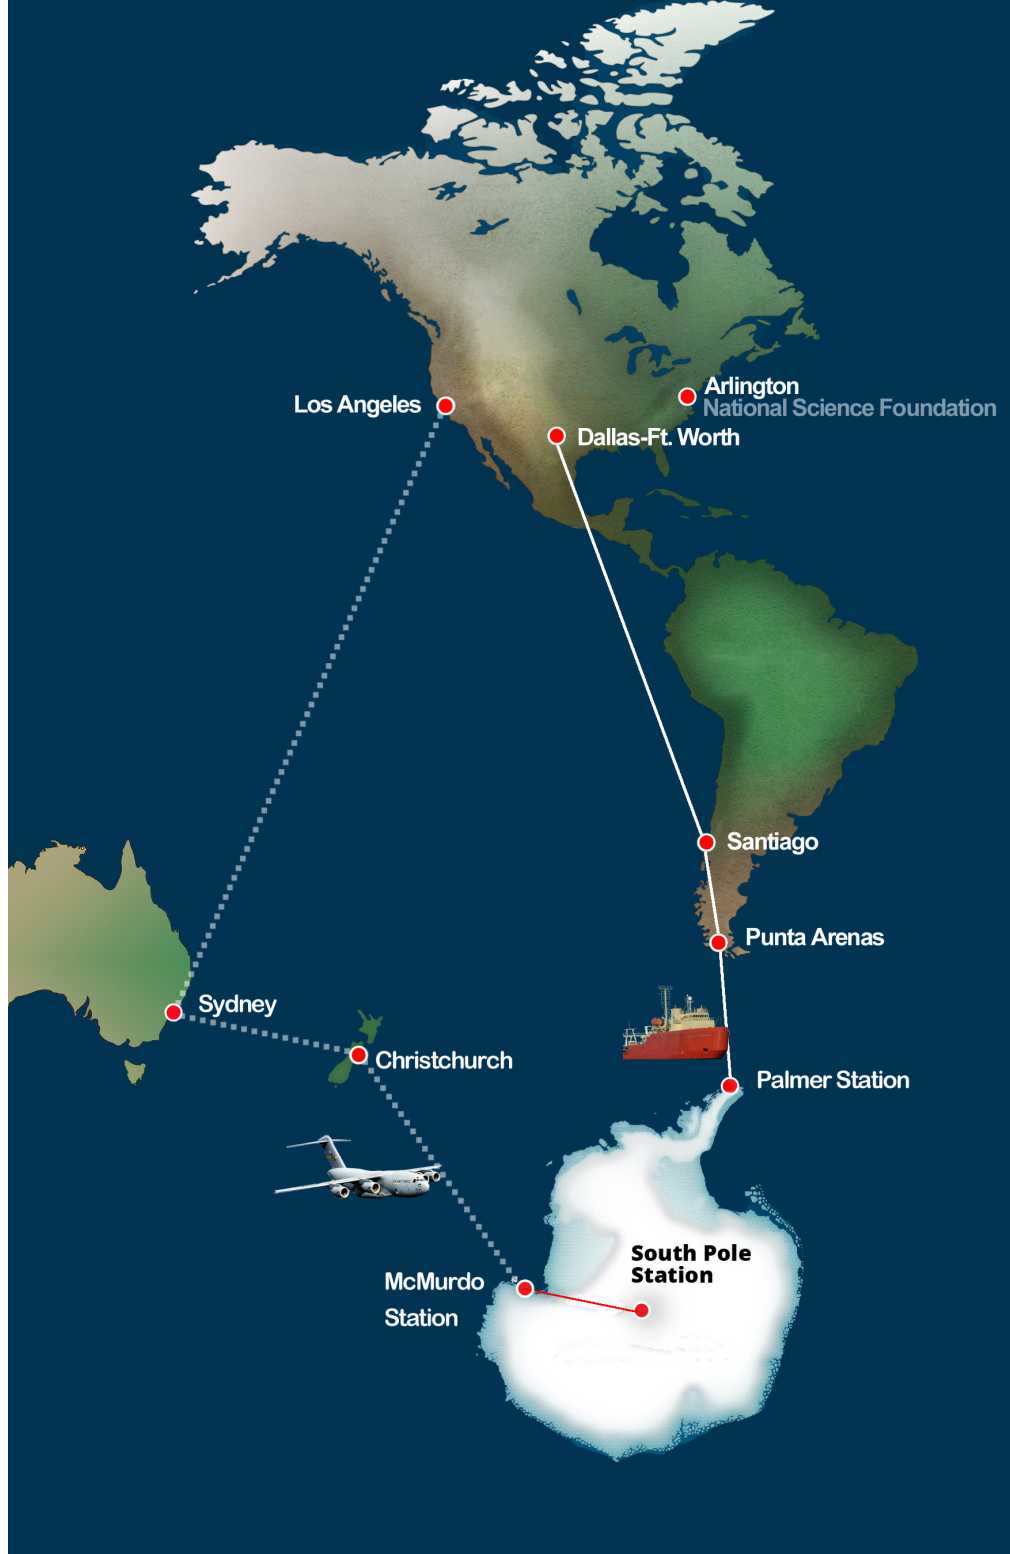 Arlington
National Science Foundation
Los Angeles
Dallas-Ft. Worth
Santiago
Punta Arenas
Sydney
Christchurch
Palmer Station
South Pole
Station
McMurdo
Station